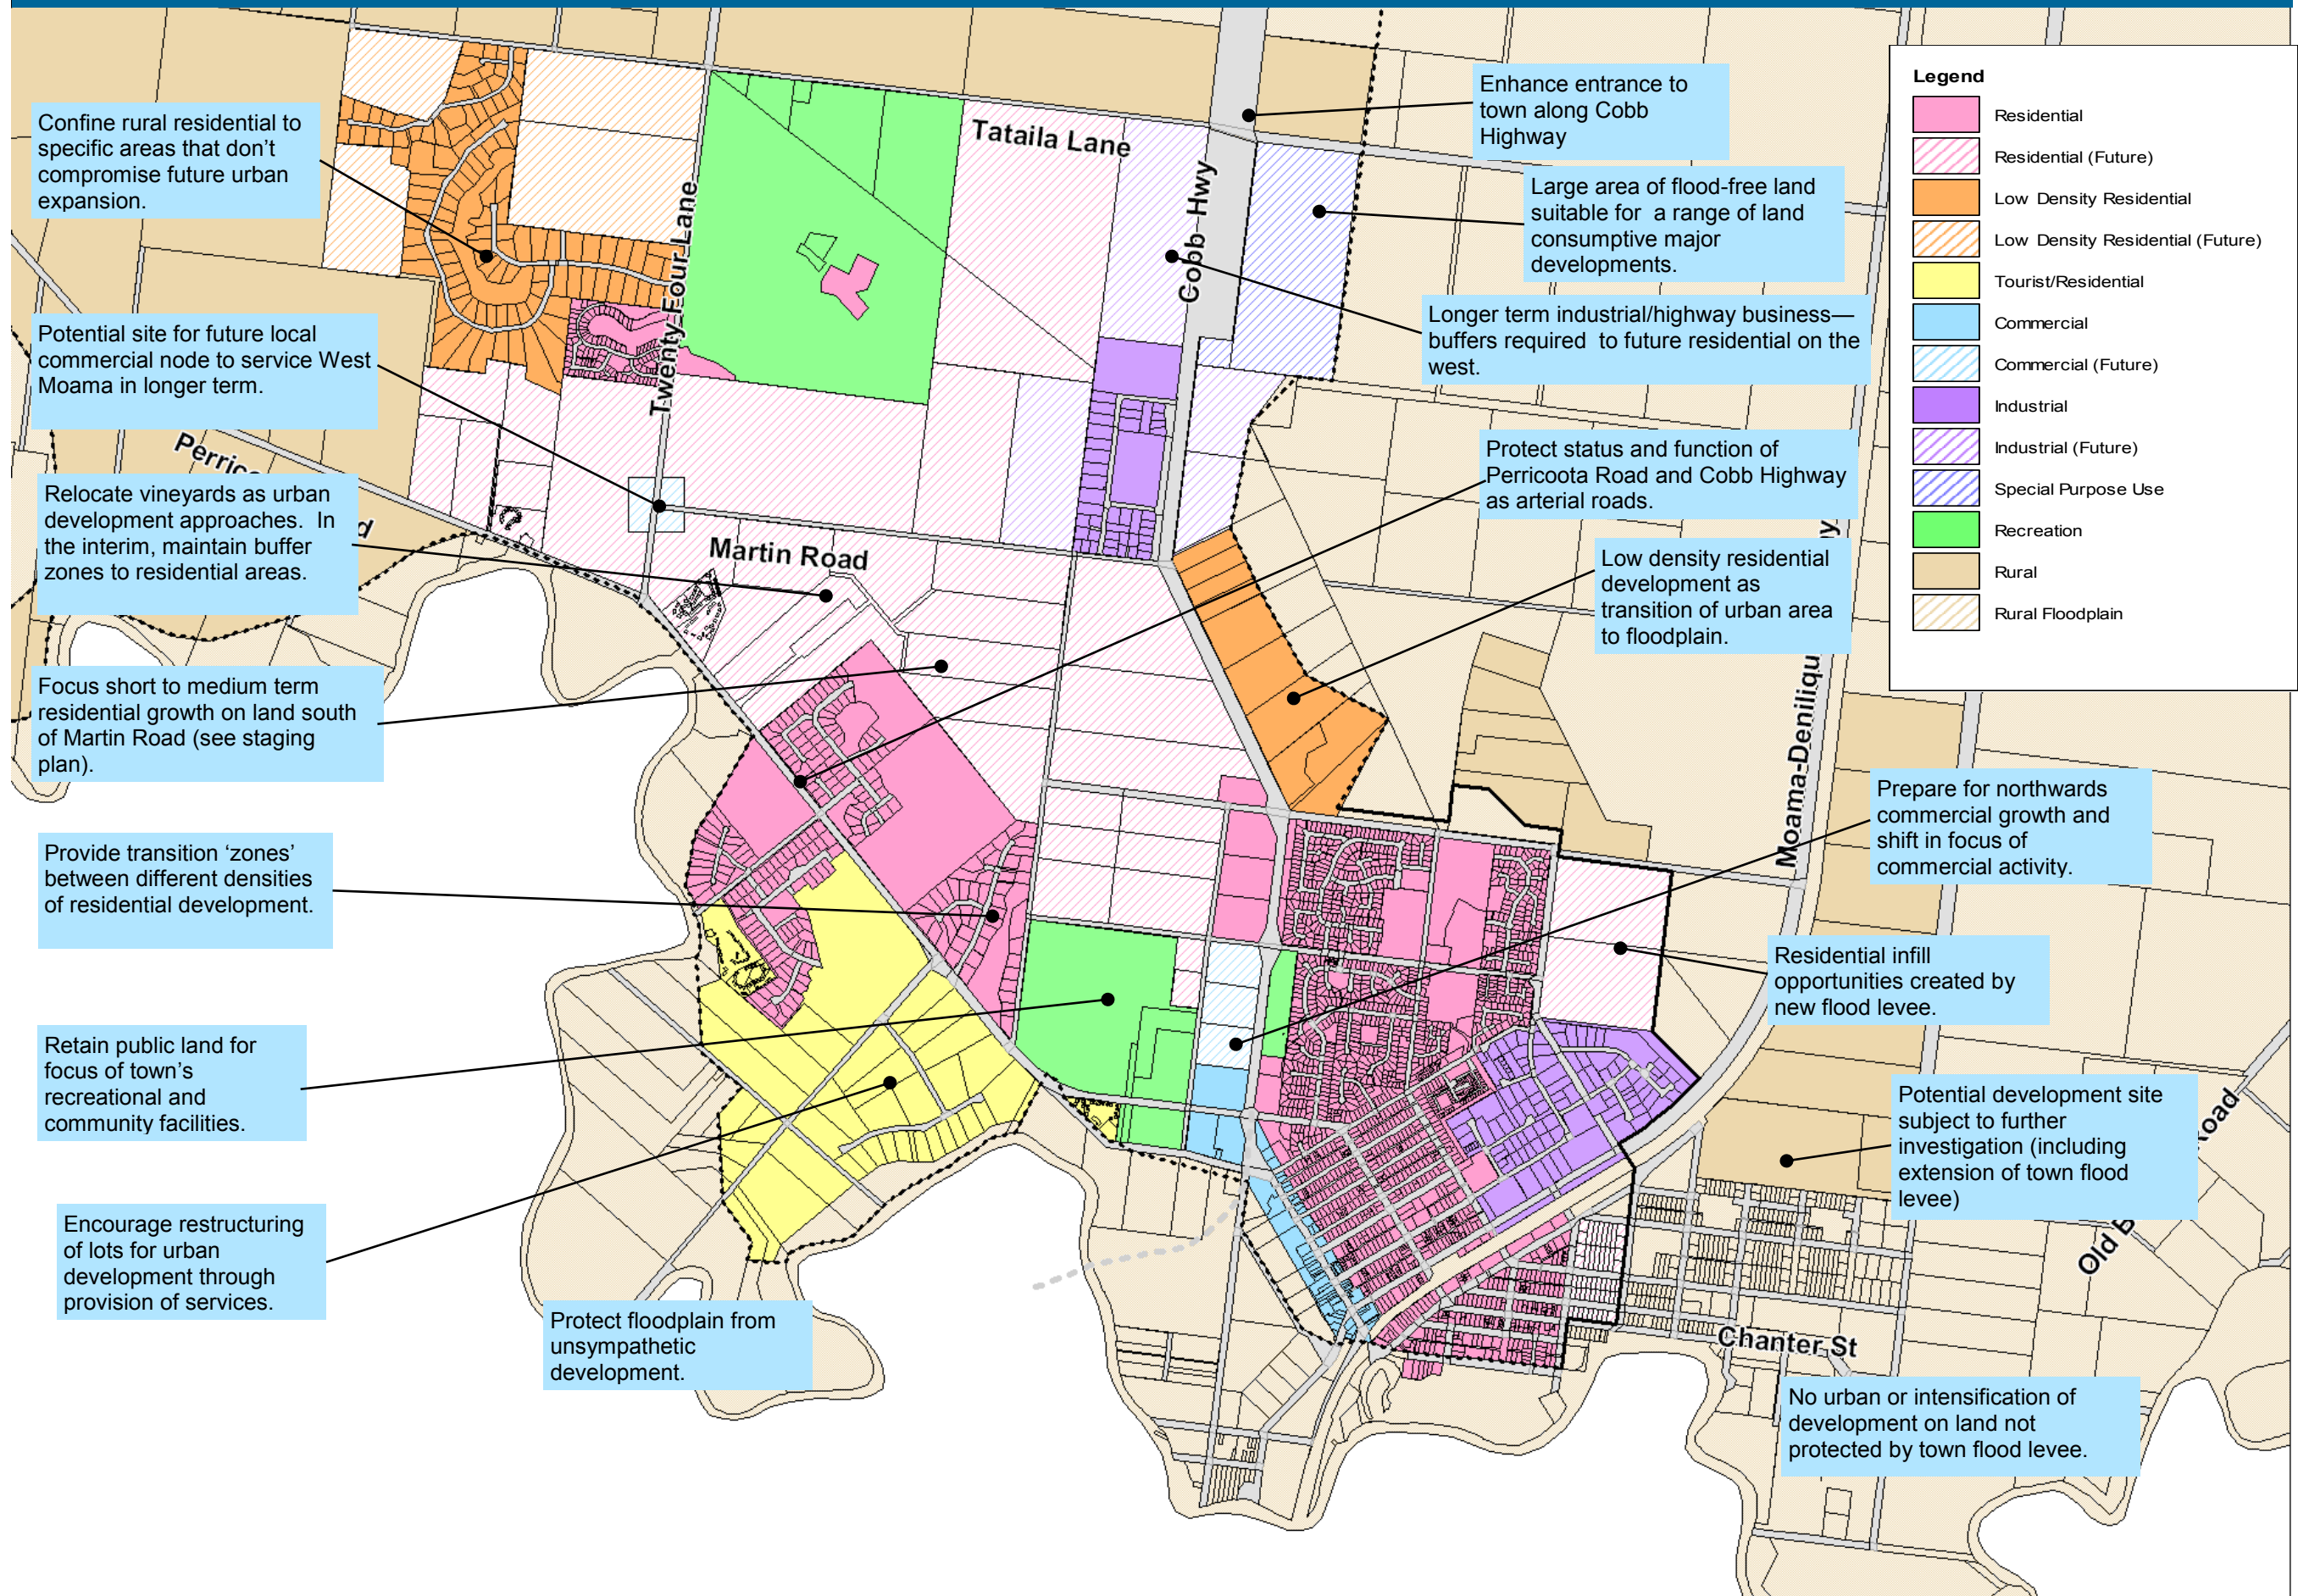 Confine rural residential to
specific areas that don’t
compromise future urban
expansion.
Potential site for future local
commercial node to service West
Moama in longer term.
Relocate vineyards as urban
development approaches. In
the interim, maintain buffer
zones to residential areas.
Focus short to medium term
residential growth on land south
of Martin Road (see staging
plan).
Provide transition ‘zones’
between different densities
of residential development.
Retain public land for
focus of town’s
recreational and
community facilities.
Encourage restructuring
of lots for urban
development through
provision of services.
Protect floodplain from
unsympathetic
development.
Tataila Lane
Twenty Four Lane
Cobb Hwy
Martin Road
Enhance entrance to
town along Cobb
Highway
Large area of flood-free land
suitable for a range of land
consumptive major
developments.
Longer term industrial/highway business—
buffers required to future residential on the
west.
Protect status and function of
Perricoota Road and Cobb Highway
as arterial roads.
Low density residential
development as
transition of urban area
to floodplain.
Prepare for northwards
commercial growth and
shift in focus of
commercial activity.
Residential infill
opportunities created by
new flood levee.
Potential development site
subject to further
investigation (including
extension of town flood
levee)
Chanter St
No urban or intensification of
development on land not
protected by town flood levee.
Legend
Residential
Residential (Future)
Low Density Residential
Low Density Residential (Future)
Tourist/Residential
Commercial
Commercial (Future)
Industrial
Industrial (Future)
Special Purpose Use
Recreation
Rural
Rural Floodplain
Old